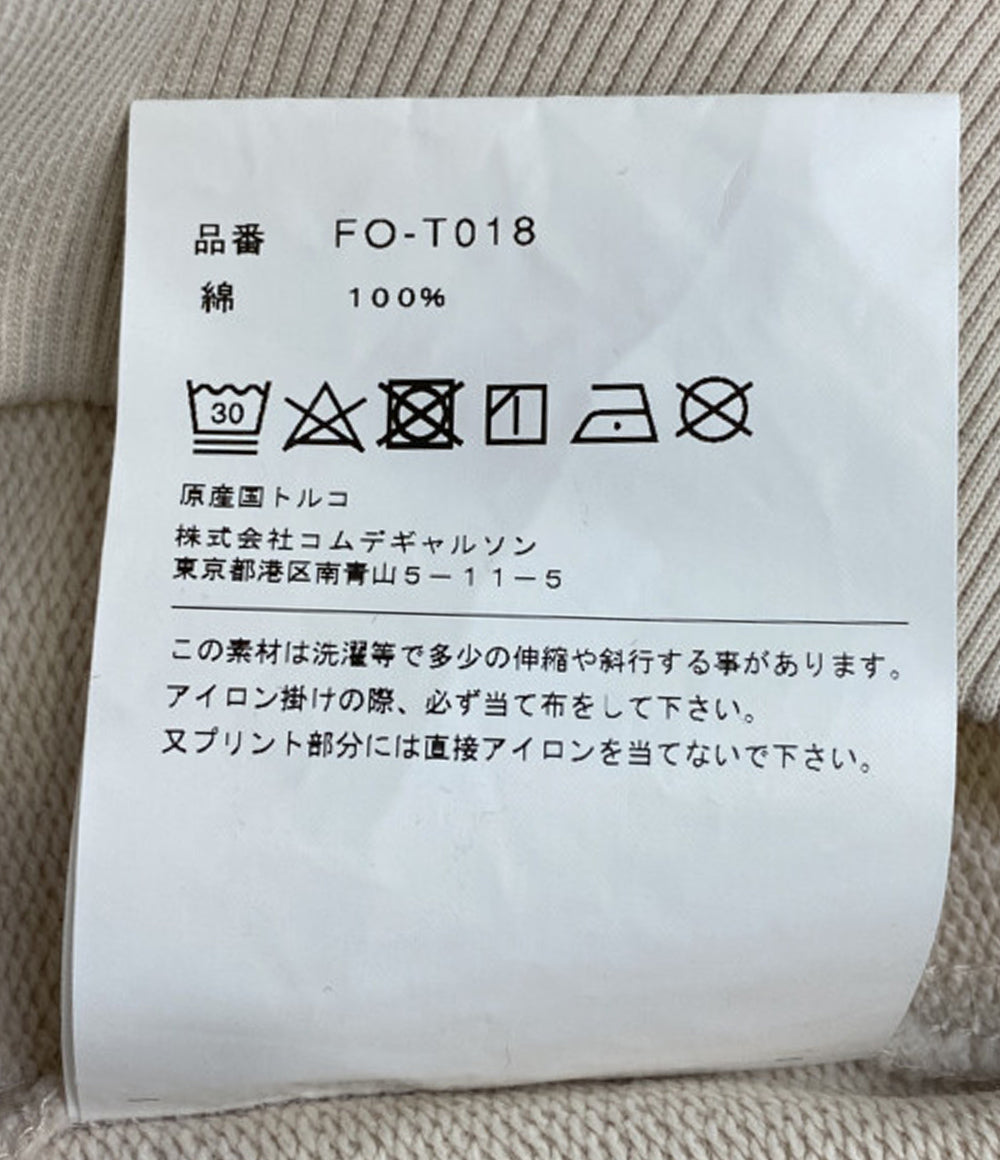 品番 FO-T018
綿 100%
30
原産国トルコ
株式会社コムデギャルソン
東京都港区南青山5-11-5
この素材は洗濯等で多少の伸縮や斜行する事があります。
アイロン掛けの際、必ず当て布をして下さい。
又プリント部分には直接アイロンを当てないで下さい。